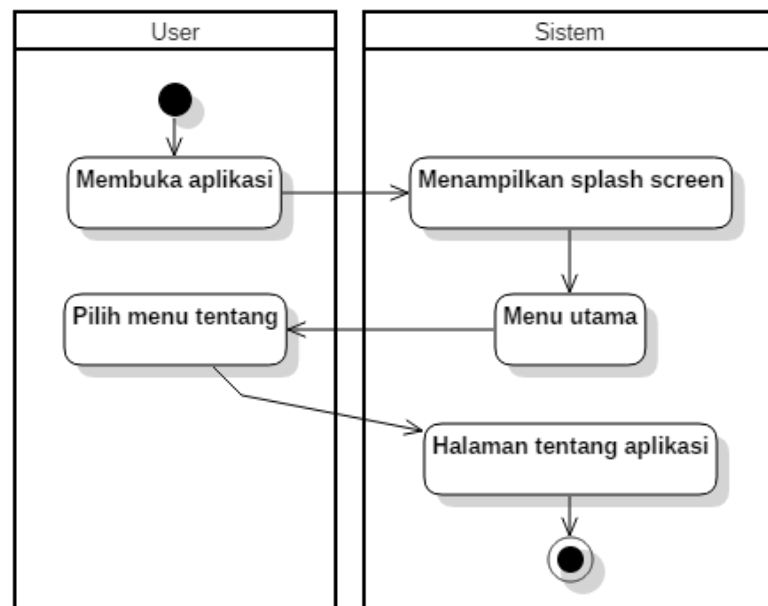 User
Sistem
Membuka aplikasi
Menampilkan splash screen
Pilih menu tentang
Menu utama
Halaman tentang aplikasi